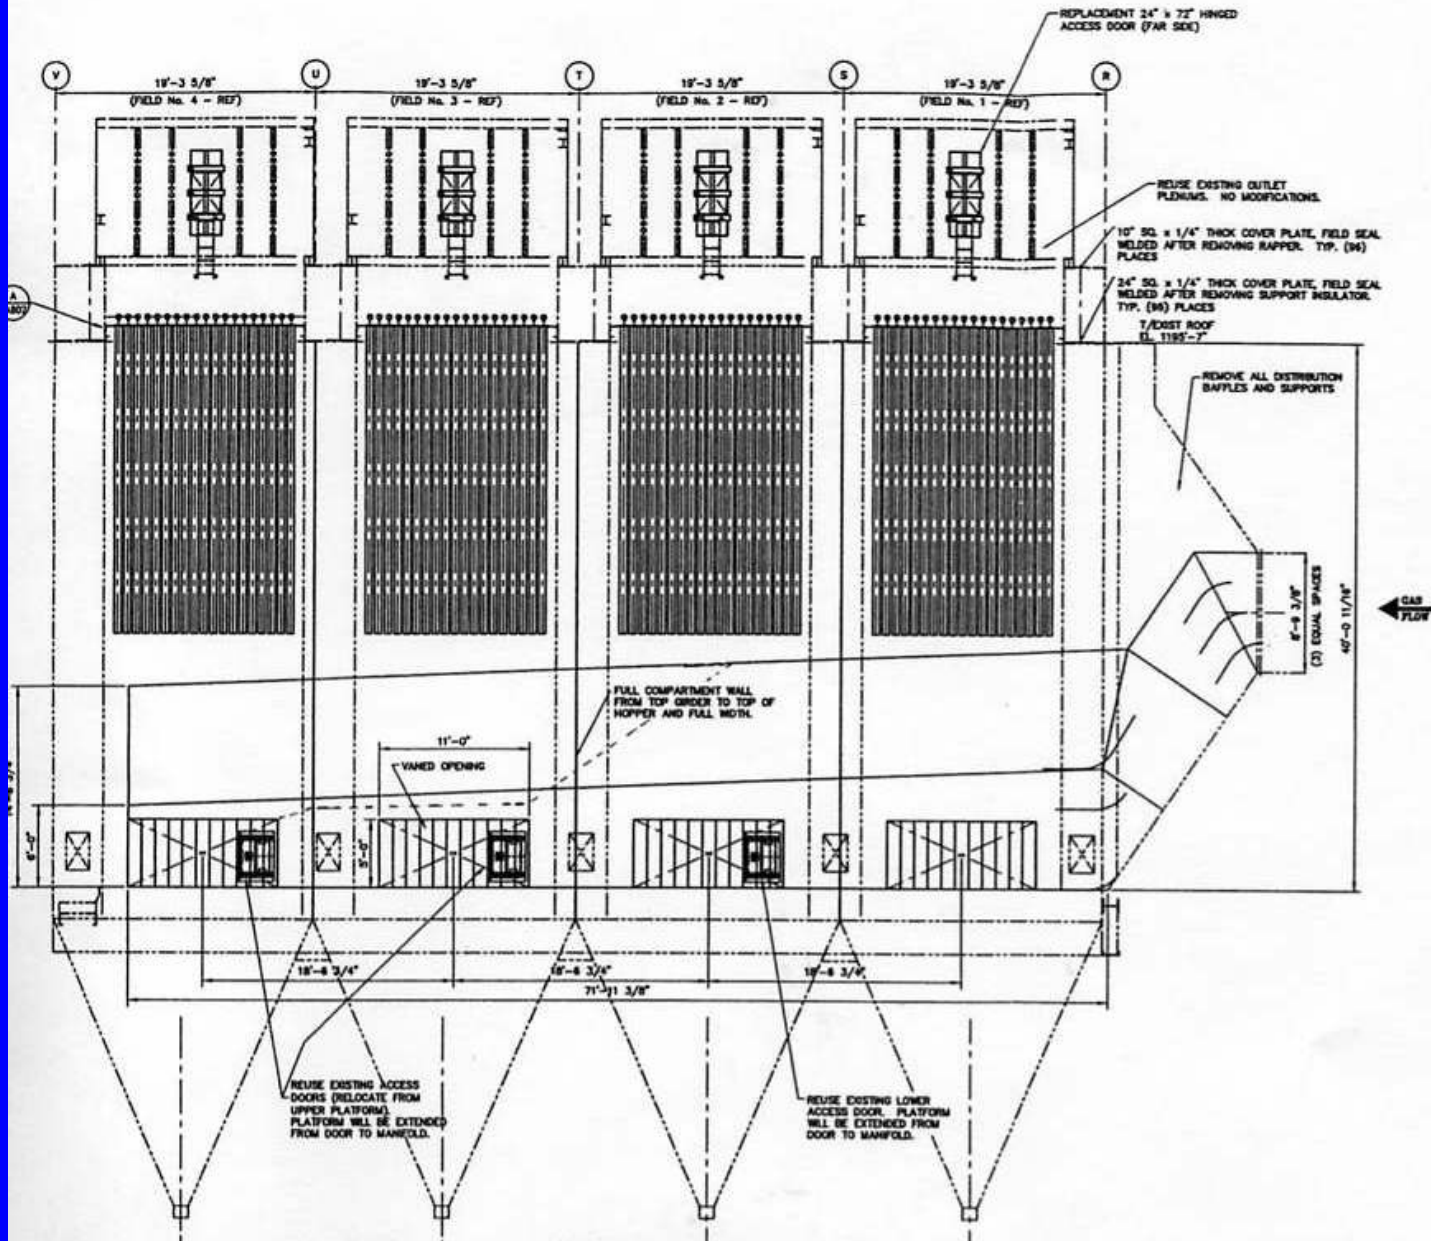 REPLACEMENT 24" x 72" HINGED
ACCESS DOOR (FAR SIDE)
V
U
T
S
R
19'-3 5/8"
(FIELD No. 4 - REF)
19'-3 5/8"
(FIELD No. 3 - REF)
19'-3 5/8"
(FIELD No. 2 - REF)
19'-3 5/8"
(FIELD No. 1 - REF)
REUSE EXISTING OUTLET
PLENUMS. NO MODIFICATIONS.
10" SQ. x 1/4" THICK COVER PLATE, FIELD SEAL
WELDED AFTER REMOVING RAPPER. TYP. (96)
PLACES
24" SQ. x 1/4" THICK COVER PLATE, FIELD SEAL
WELDED AFTER REMOVING SUPPORT INSULATOR.
TYP. (96) PLACES
T/EXIST ROOF
EL. 1195'-7"
A
REMOVE ALL DISTRIBUTION
BAFFLES AND SUPPORTS
(2) EQUAL SPACES
40'-0 11/16"
GAS
FLOW
FULL COMPARTMENT WALL
FROM TOP GIRDER TO TOP OF
HOPPER AND FULL WIDTH.
11'-0"
VANED OPENING
6'-0"
5'-0"
18'-6 3/4"
18'-6 3/4"
18'-6 3/4"
71'-11 3/8"
REUSE EXISTING ACCESS
DOORS (RELOCATE FROM
UPPER PLATFORM).
PLATFORM WILL BE EXTENDED
FROM DOOR TO MANIFOLD.
REUSE EXISTING LOWER
ACCESS DOOR. PLATFORM
WILL BE EXTENDED FROM
DOOR TO MANIFOLD.